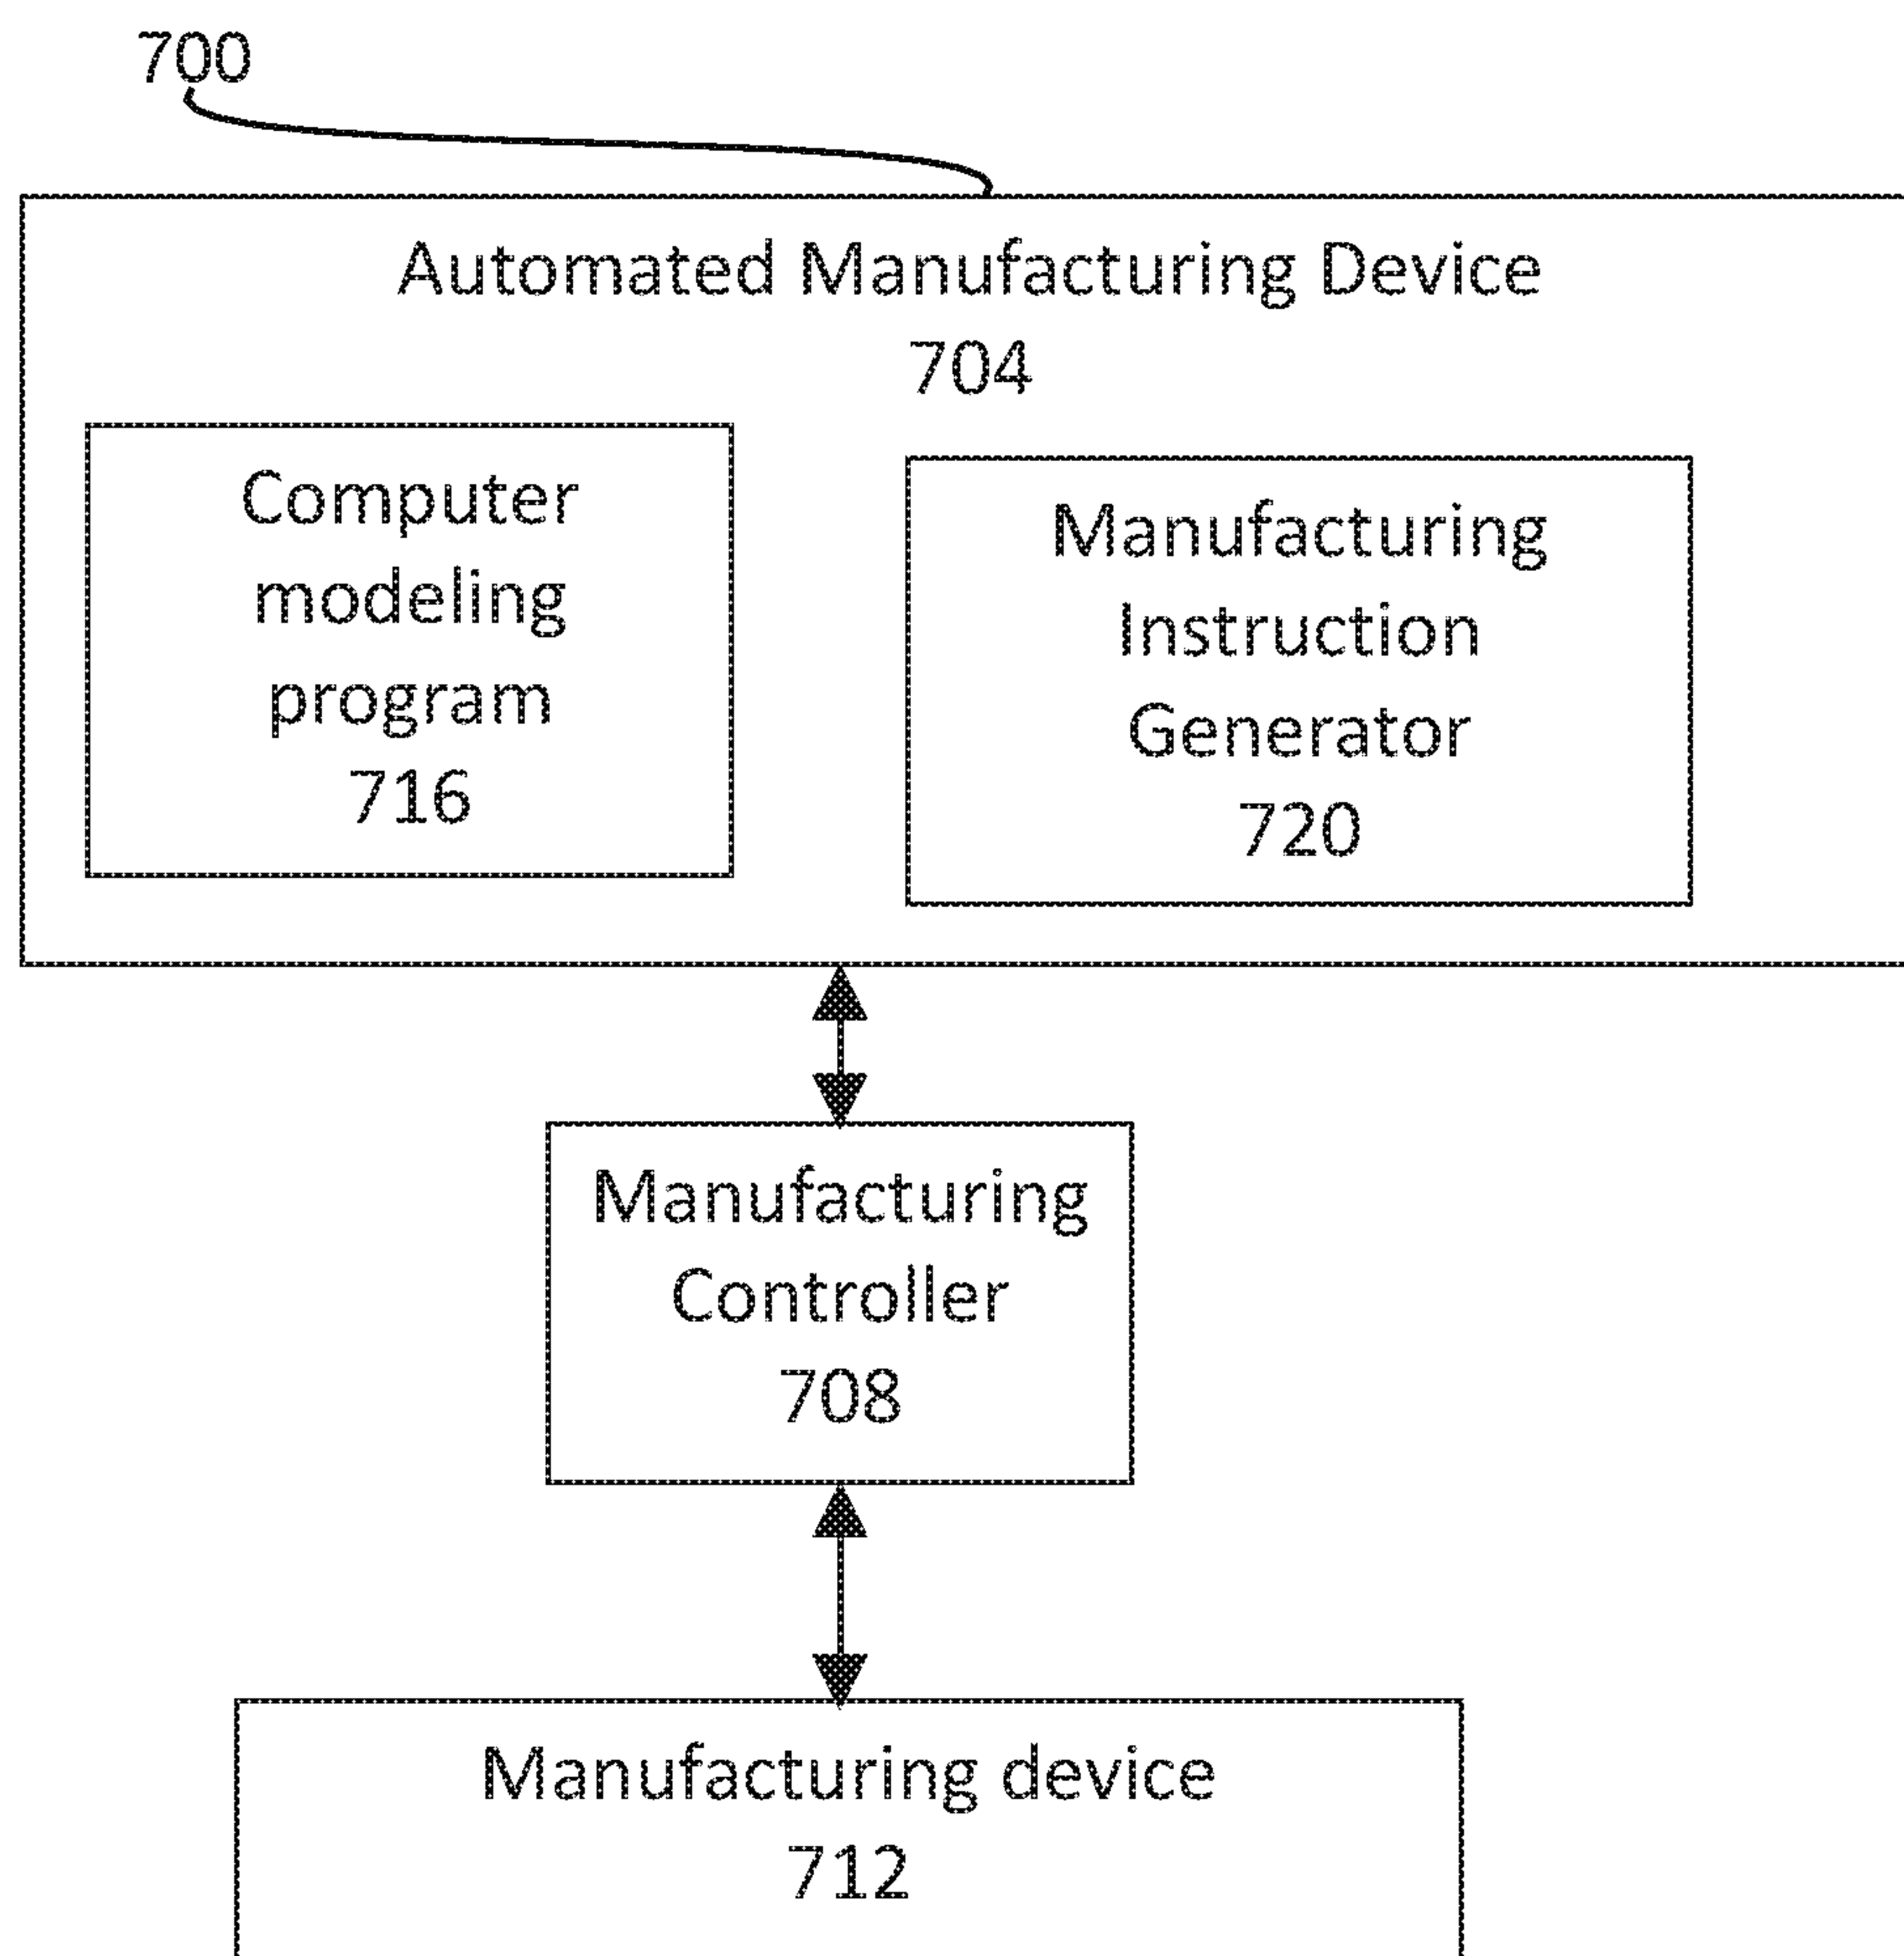 700
Automated Manufacturing Device
704
Computer
modeling
program
716
Manufacturing
Instruction
Generator
720
Manufacturing
Controller
708
Manufacturing device
712